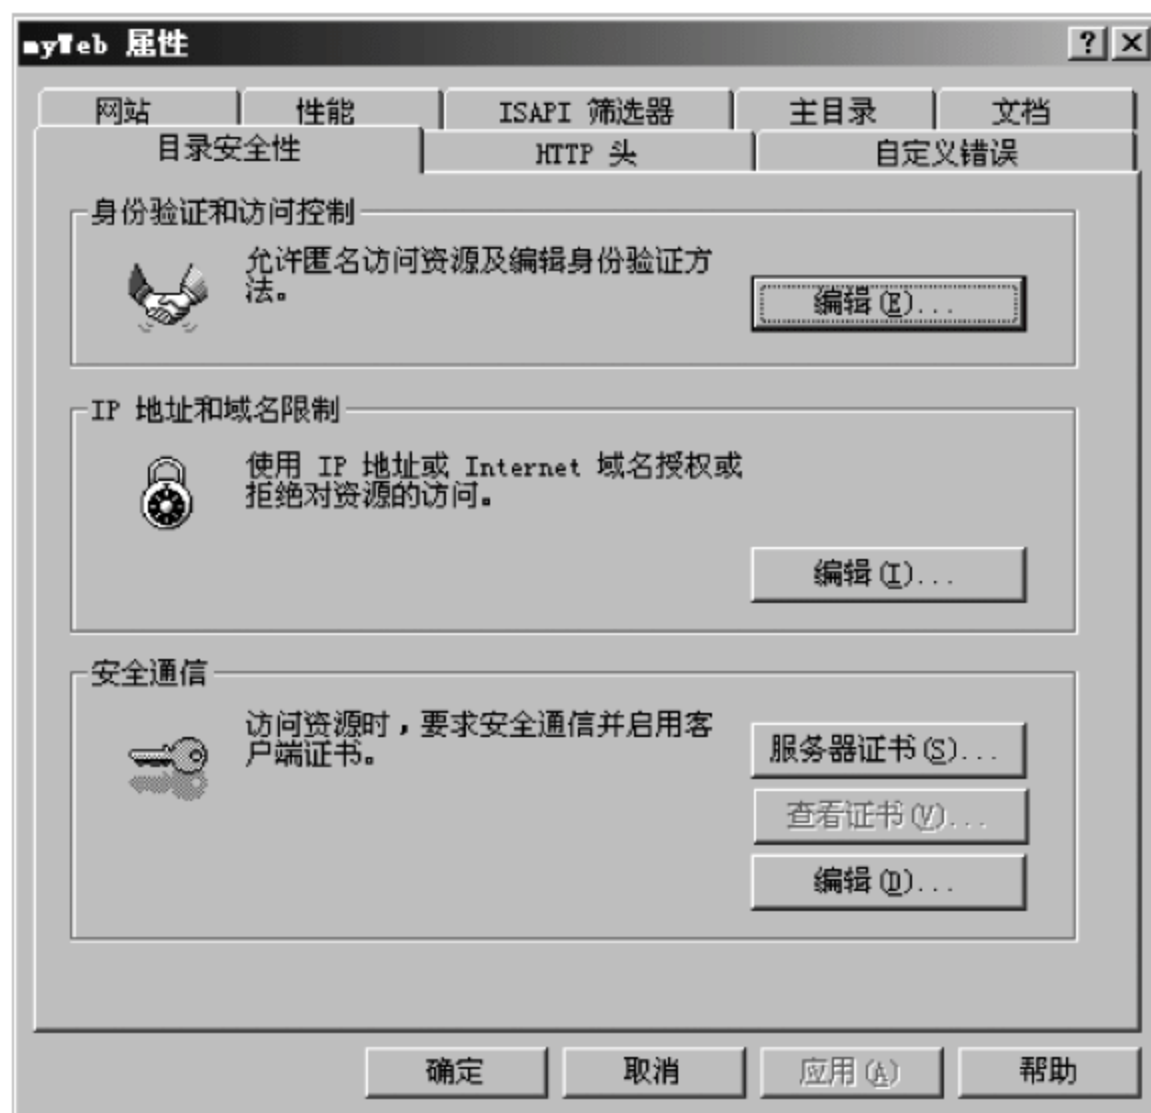 myWeb 属性
网站 性能 ISAPI 筛选器 主目录 文档
目录安全性 HTTP 头 自定义错误
身份验证和访问控制
允许匿名访问资源及编辑身份验证方
法。
编辑(E)...
IP 地址和域名限制
使用 IP 地址或 Internet 域名授权或
拒绝对资源的访问。
编辑(I)...
安全通信
访问资源时，要求安全通信并启用客
户端证书。
服务器证书(S)...
查看证书(V)...
编辑(D)...
确定 取消 应用(A) 帮助